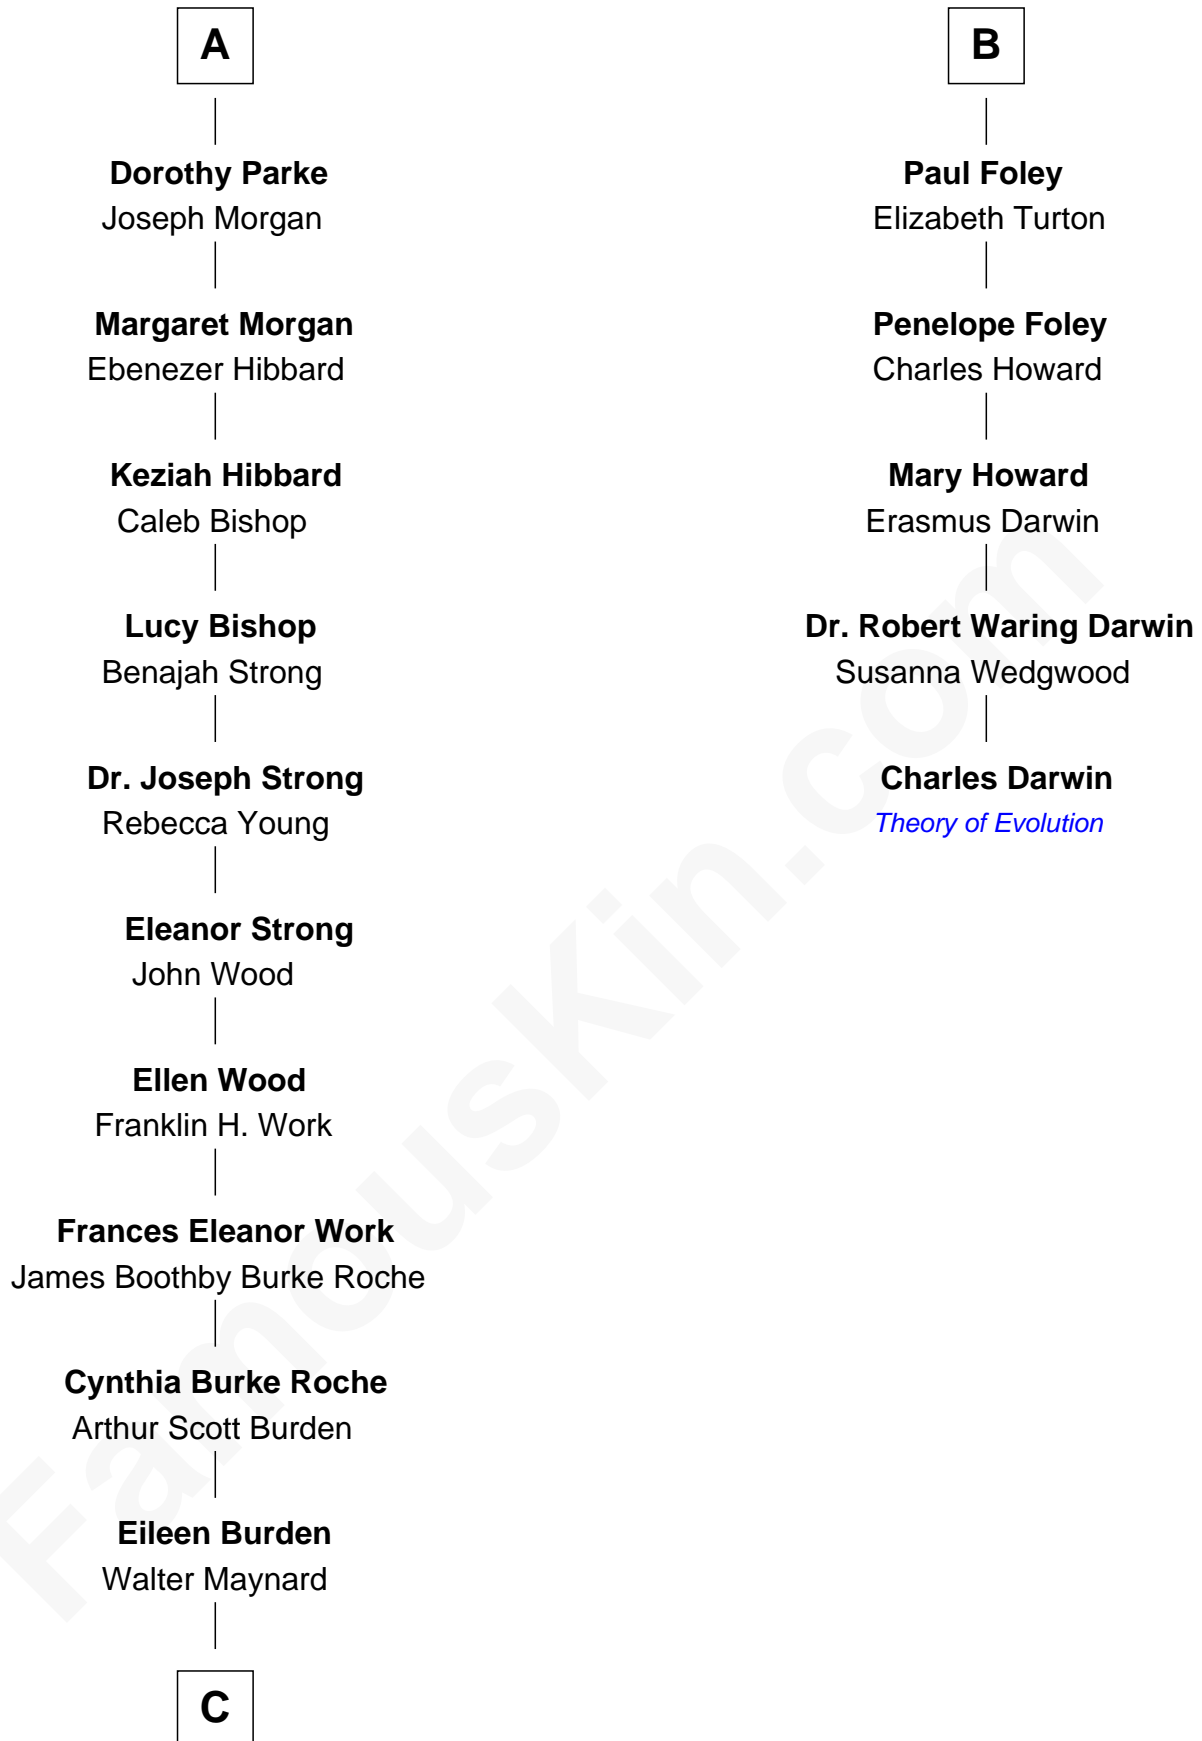 A
Dorothy Parke
Joseph Morgan
Margaret Morgan
Ebenezer Hibbard
Keziah Hibbard
Caleb Bishop
Lucy Bishop
Benajah Strong
Dr. Joseph Strong
Rebecca Young
Eleanor Strong
John Wood
Ellen Wood
Franklin H. Work
Frances Eleanor Work
James Boothby Burke Roche
Cynthia Burke Roche
Arthur Scott Burden
Eileen Burden
Walter Maynard
C
B
Paul Foley
Elizabeth Turton
Penelope Foley
Charles Howard
Mary Howard
Erasmus Darwin
Dr. Robert Waring Darwin
Susanna Wedgwood
Charles Darwin
Theory of Evolution
FamousKin.com